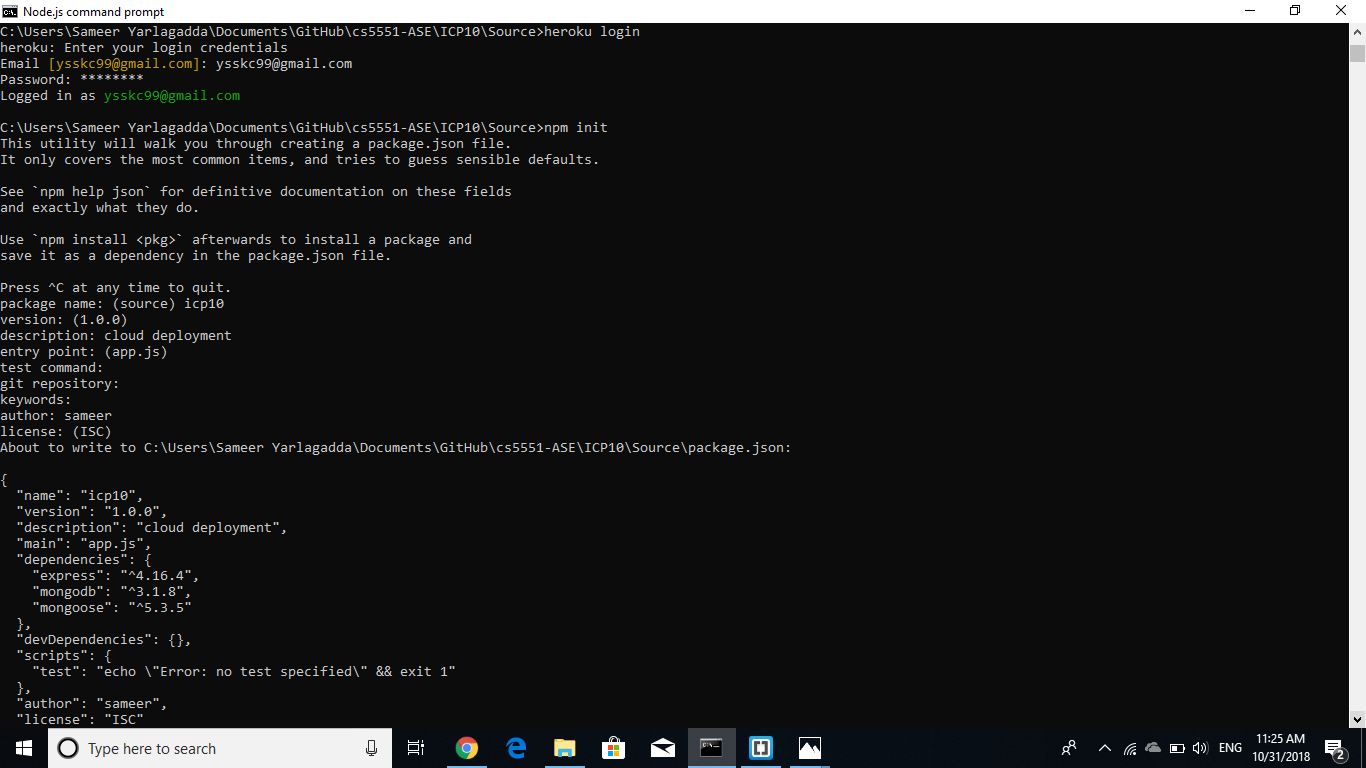 Node.js command prompt
C:\Users\Sameer Yarlagadda\Documents\GitHub\cs5551-ASE\ICP10\Source>heroku login
heroku: Enter your login credentials
Email [ysskc99@gmail.com]: ysskc99@gmail.com
Password: ********
Logged in as ysskc99@gmail.com
C:\Users\Sameer Yarlagadda\Documents\GitHub\cs5551-ASE\ICP10\Source>npm init
This utility will walk you through creating a package.json file.
It only covers the most common items, and tries to guess sensible defaults.
See `npm help json` for definitive documentation on these fields
and exactly what they do.
Use `npm install <pkg>` afterwards to install a package and
save it as a dependency in the package.json file.
Press ^C at any time to quit.
package name: (source) icp10
version: (1.0.0)
description: cloud deployment
entry point: (app.js)
test command:
git repository:
keywords:
author: sameer
license: (ISC)
About to write to C:\Users\Sameer Yarlagadda\Documents\GitHub\cs5551-ASE\ICP10\Source\package.json:
{
  "name": "icp10",
  "version": "1.0.0",
  "description": "cloud deployment",
  "main": "app.js",
  "dependencies": {
    "express": "^4.16.4",
    "mongodb": "^3.1.8",
    "mongoose": "^5.3.5"
  },
  "devDependencies": {},
  "scripts": {
    "test": "echo \"Error: no test specified\" && exit 1"
  },
  "author": "sameer",
  "license": "ISC"
Type here to search
ENG
11:25 AM
10/31/2018
2